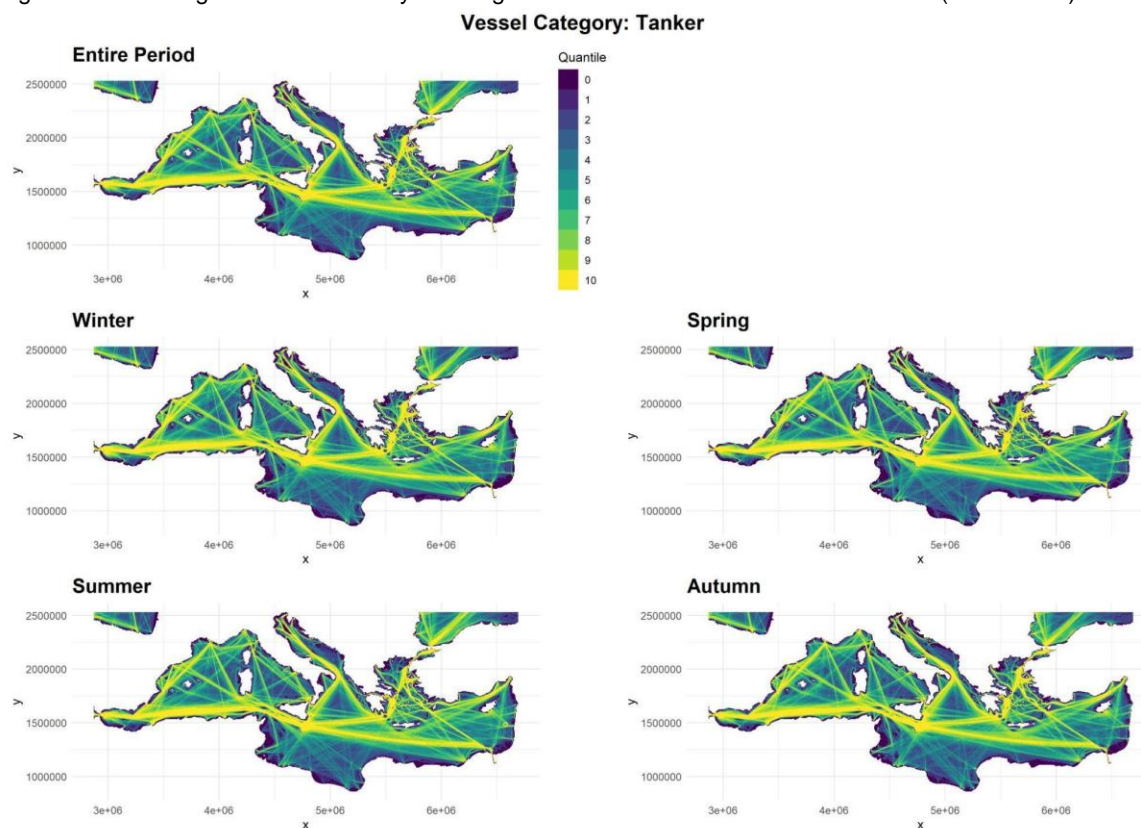 Vessel Category: Tanker
Entire Period
Quantile
0
1
2
3
4
5
6
7
8
9
10
2500000
2000000
1500000
1000000
y
3e+06 4e+06 5e+06 6e+06
x
Winter
2500000
2000000
1500000
1000000
y
3e+06 4e+06 5e+06 6e+06
x
Spring
2500000
2000000
1500000
1000000
y
3e+06 4e+06 5e+06 6e+06
x
Summer
2500000
2000000
1500000
1000000
y
3e+06 4e+06 5e+06 6e+06
x
Autumn
2500000
2000000
1500000
1000000
y
3e+06 4e+06 5e+06 6e+06
x